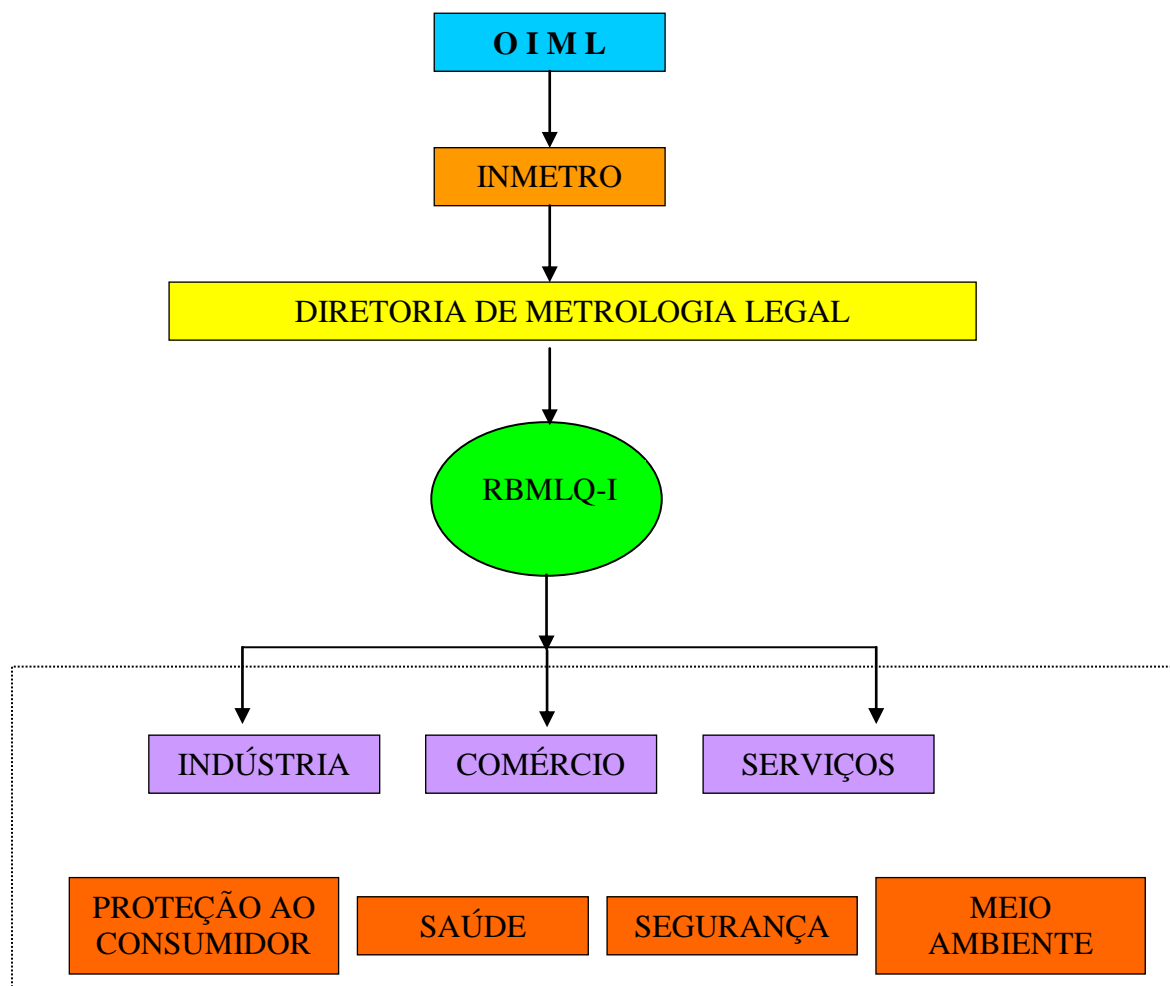 O I M L
INMETRO
DIRETORIA DE METROLOGIA LEGAL
RBMLQ-I
INDÚSTRIA
COMÉRCIO
SERVIÇOS
PROTEÇÃO AO
CONSUMIDOR
SAÚDE
SEGURANÇA
MEIO
AMBIENTE